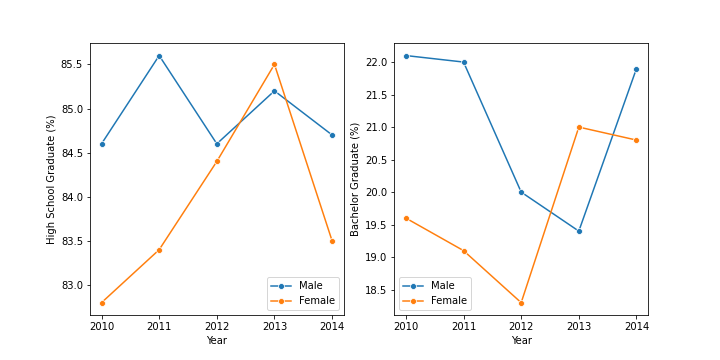 High School Graduate (%)
85.5
85.0
84.5
84.0
83.5
83.0
2010 2011 2012 2013 2014
Year
Male
Female
Bachelor Graduate (%)
22.0
21.5
21.0
20.5
20.0
19.5
19.0
18.5
2010 2011 2012 2013 2014
Year
Male
Female